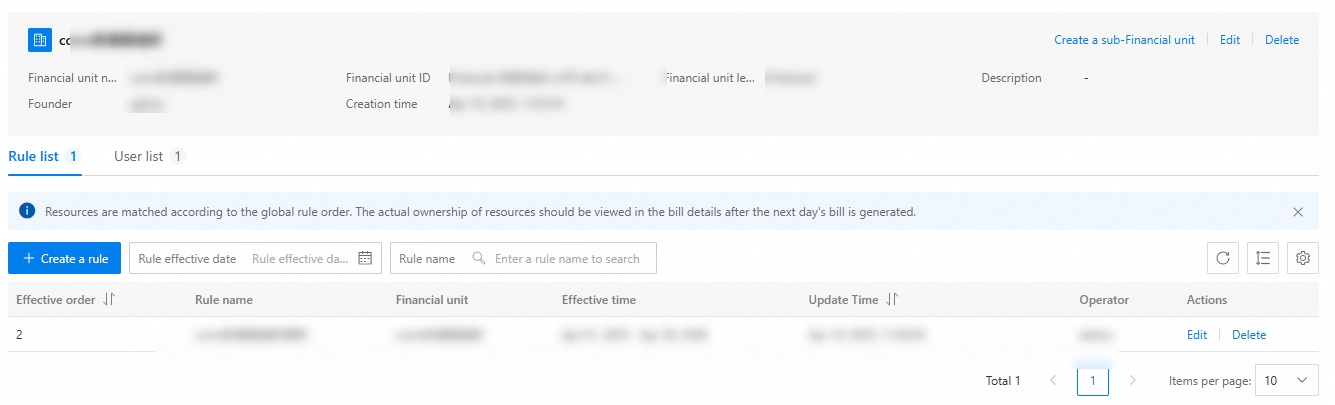 Create a sub-Financial unit Edit Delete
Financial unit n... Financial unit ID Financial unit le... Description -
Founder Creation time
Rule list 1 User list 1
Resources are matched according to the global rule order. The actual ownership of resources should be viewed in the bill details after the next day's bill is generated.
+ Create a rule Rule effective date Rule effective da... Rule name Enter a rule name to search
Effective order Rule name Financial unit Effective time Update Time Operator Actions
2 Edit Delete
Total 1 < 1 > Items per page: 10